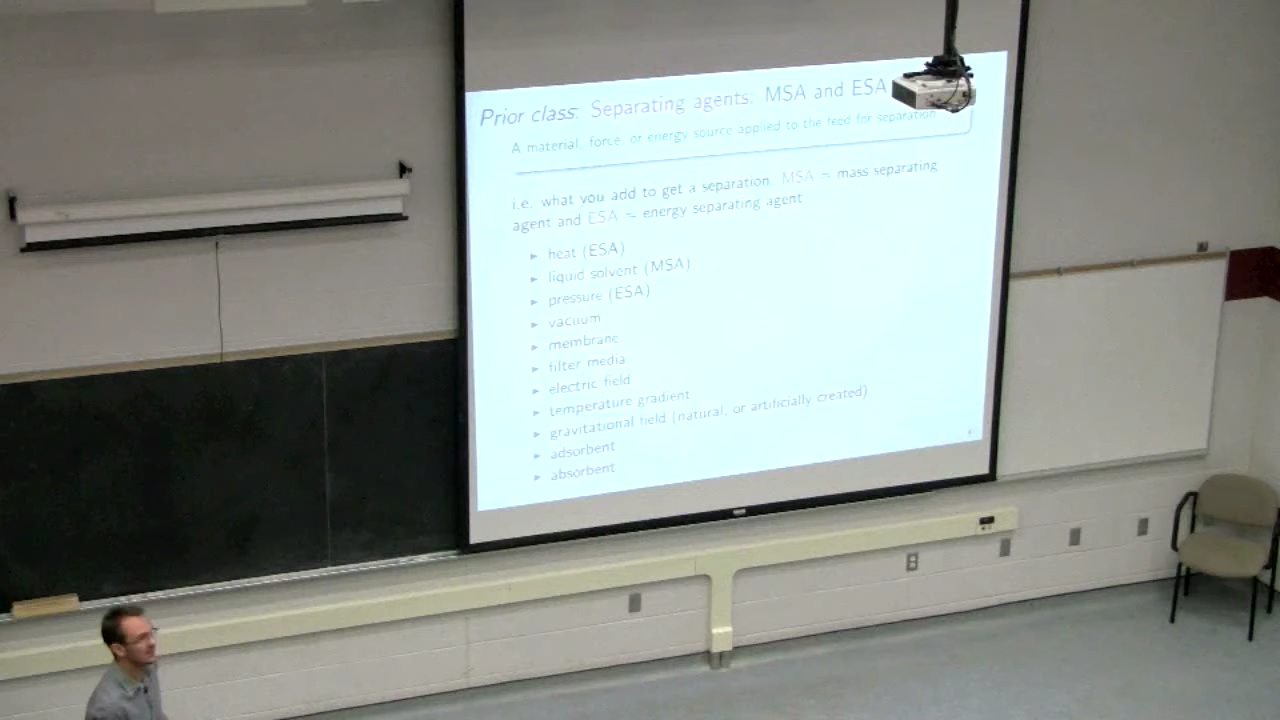 Prior class: Separating agents: MSA and ESA
A material, force, or energy source applied to the feed for separation
i.e. what you add to get a separation. MSA = mass separating
agent and ESA = energy separating agent
► heat (ESA)
► liquid solvent (MSA)
► pressure (ESA)
► vacuum
► membrane
► filter media
► electric field
► temperature gradient
► gravitational field (natural, or artificially created)
► adsorbent
► absorbent